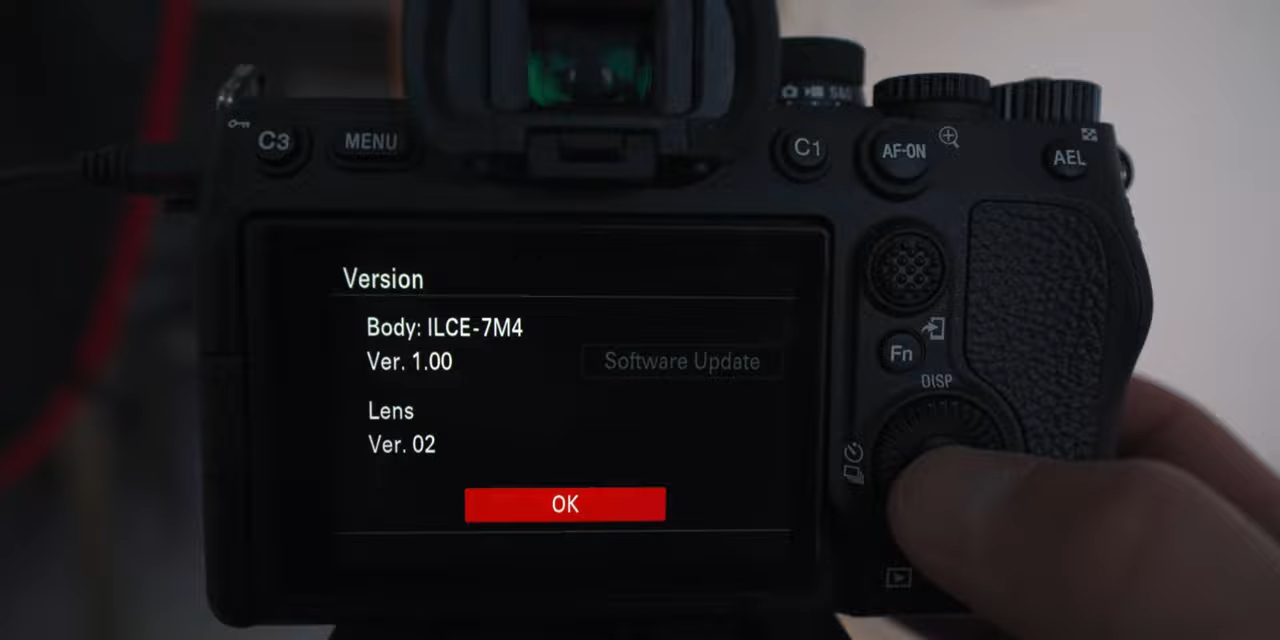 S&Q
C3
MENU
C1
AF-ON
AEL
Version
Body: ILCE-7M4
Ver. 1.00
Software Update
Fn
DISP
Lens
Ver. 02
OK